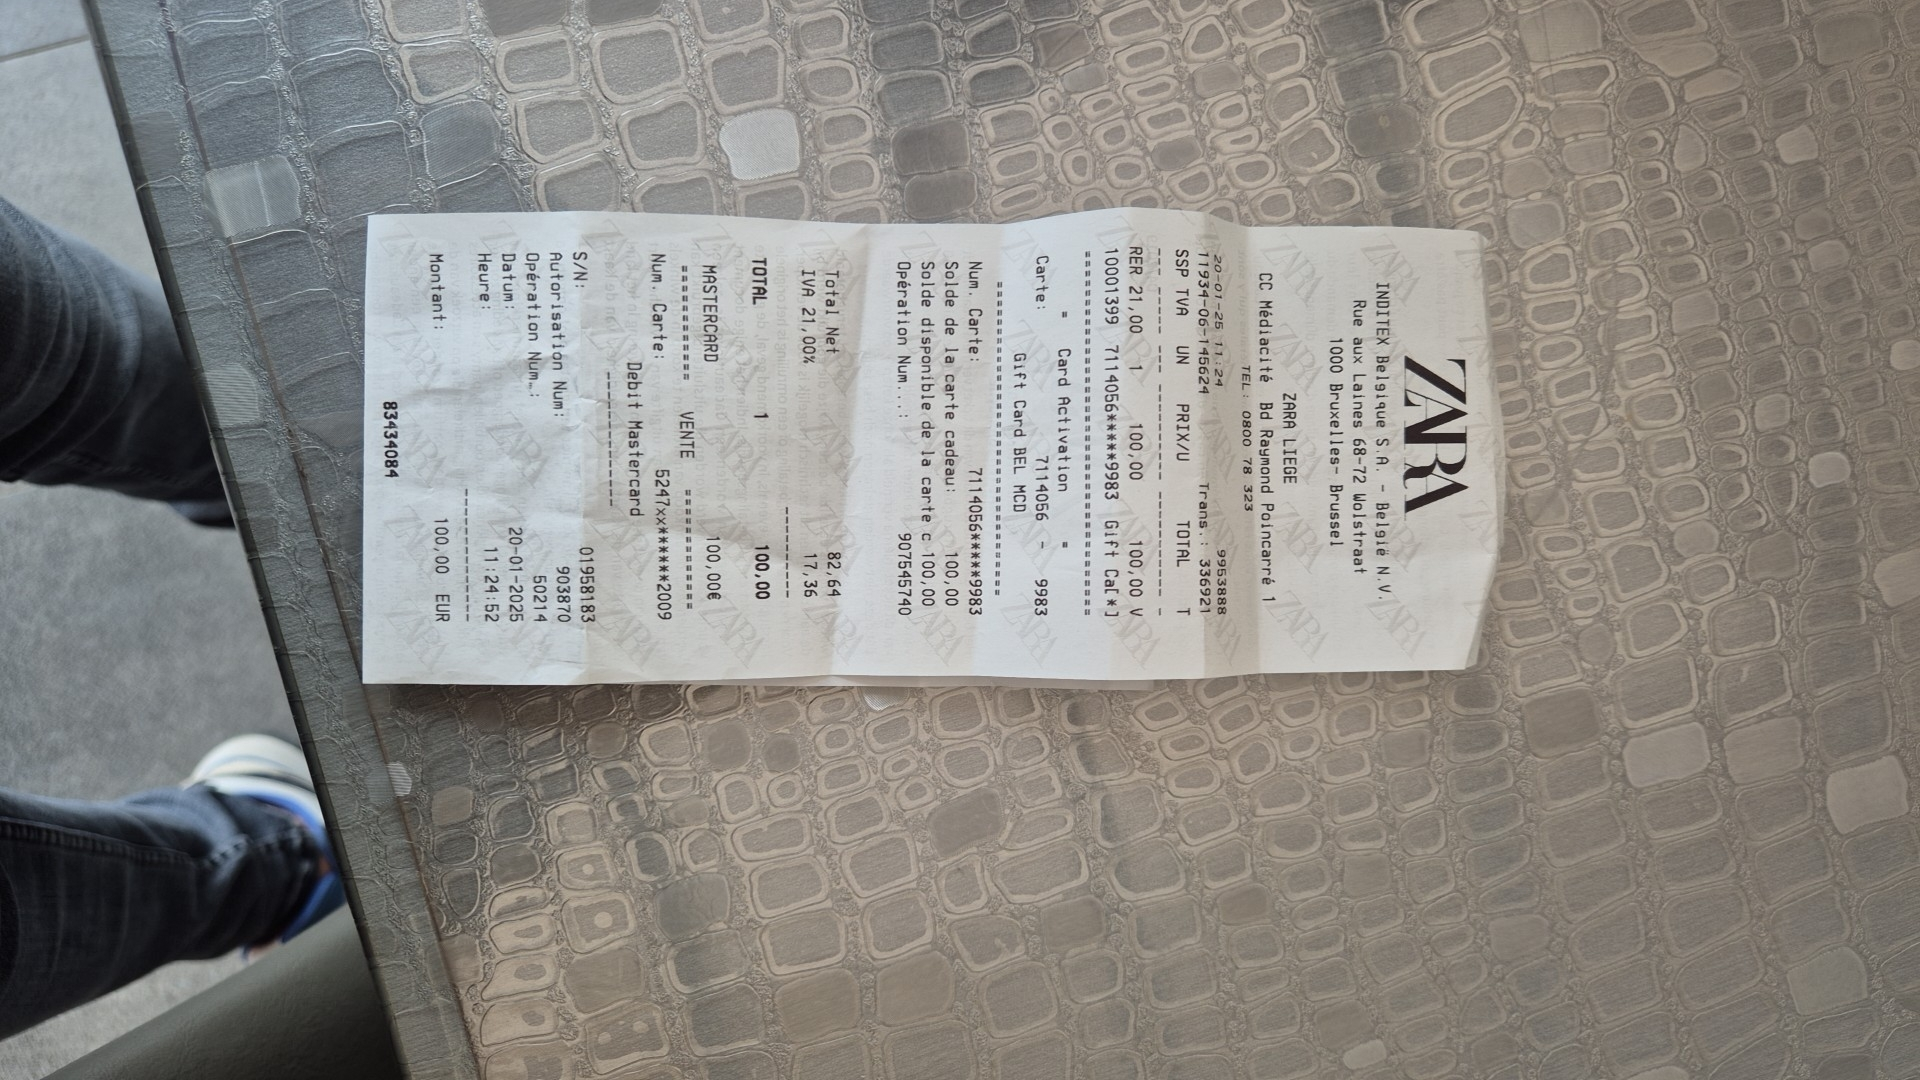 ZARA
INDITEX Belgique S.A. - België N.V.
Rue aux Laines 68-72 Wolstraat
1000 Bruxelles- Brussel
ZARA LIEGE
CC Médiacité Bd Raymond Poincarré 1
TEL: 0800 78 323
20-01-25 11:24 9953888
11934-06-145624 Trans.: 336921
SSP TVA UN PRIX/U TOTAL T
RER 21,00 1 100,00 100,00 V
10001399 7114056*****9983 Gift Ca[*]
= Card Activation =
Carte: 7114056 - 9983
Gift Card BEL MCD
Num. Carte: 7114056*****9983
Solde de la carte cadeau: 100,00
Solde disponible de la carte c 100,00
Opération Num...: 907545740
Total Net 82,64
IVA 21,00% 17,36
TOTAL 1 100,00
MASTERCARD 100,00€
========== VENTE ==========
Num. Carte: 5247xx******2009
Debit Mastercard
S/N: 01958183
Autorisation Num: 903870
Opération Num.: 50214
Datum: 20-01-2025
Heure: 11:24:52
Montant: 100,00 EUR
83434084